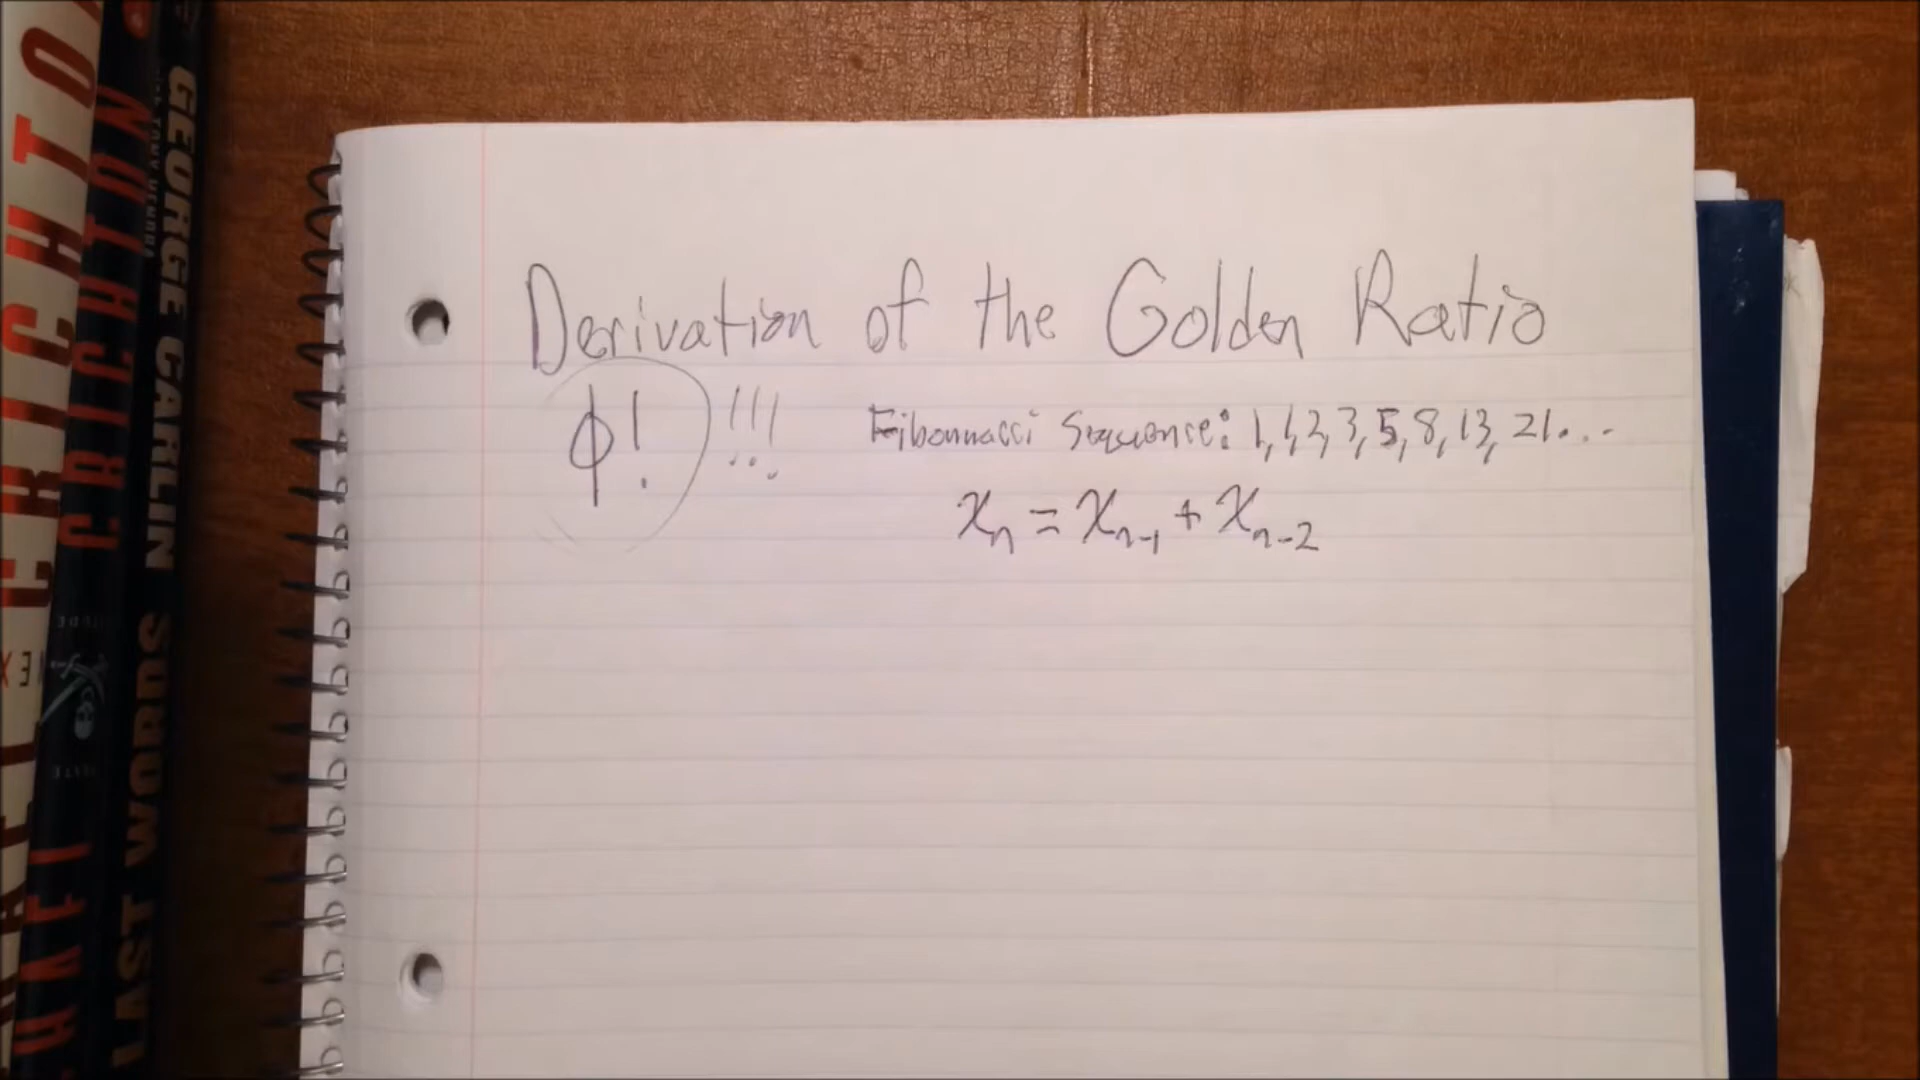 Derivation of the Golden Ratio
ϕ! !!! Fibonnacci Sequence: 1, 1, 2, 3, 5, 8, 13, 21...
xₙ = xₙ₋₁ + xₙ₋₂
CRICHTON
CRICHTON
GEORGE CARLIN LAST WORDS